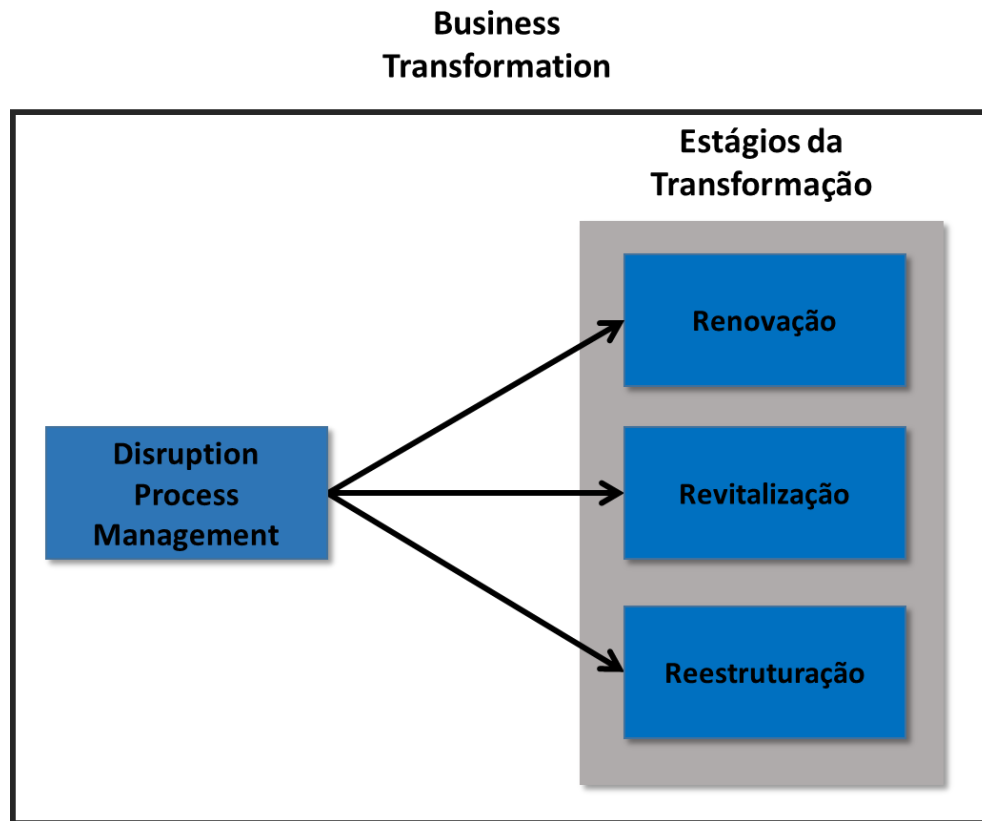 Business
Transformation
Estágios da
Transformação
Renovação
Disruption
Process
Management
Revitalização
Reestruturação